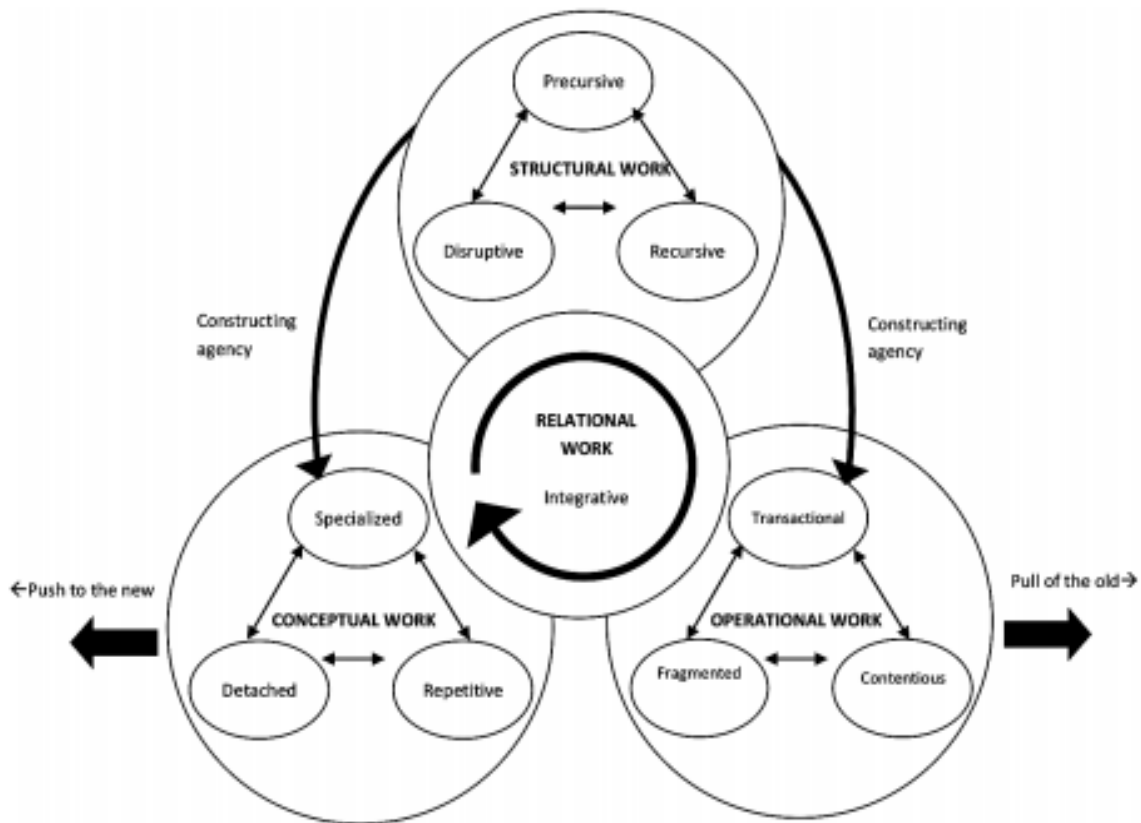 Precursive
STRUCTURAL WORK
Disruptive
Recursive
Constructing
agency
Constructing
agency
RELATIONAL
WORK
Integrative
Specialized
Transactional
←Push to the new
Pull of the old→
CONCEPTUAL WORK
OPERATIONAL WORK
Detached
Repetitive
Fragmented
Contentious